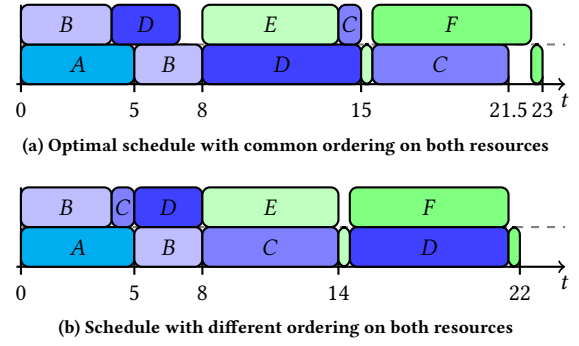 B D E C F
A B D C
0 5 8 15 21.5 23 t
(a) Optimal schedule with common ordering on both resources
B C D E F
A B C D
0 5 8 14 22 t
(b) Schedule with different ordering on both resources